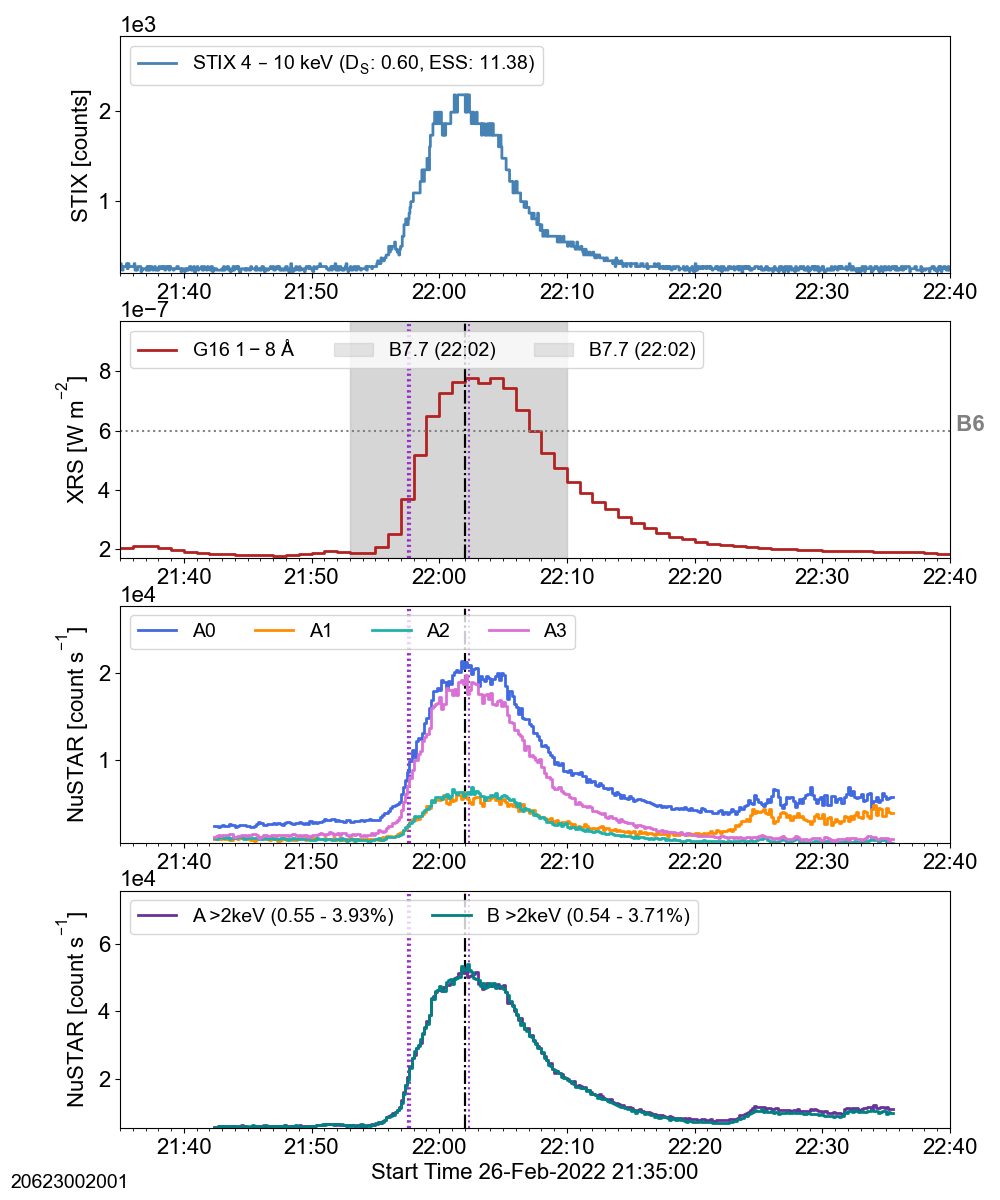 1e3
STIX 4 – 10 keV (DS: 0.60, ESS: 11.38)
STIX [counts]
2
1
21:40 21:50 22:00 22:10 22:20 22:30 22:40
1e−7
G16 1 − 8 Å B7.7 (22:02) B7.7 (22:02)
XRS [W m−2]
8
6
4
2
B6
21:40 21:50 22:00 22:10 22:20 22:30 22:40
1e4
A0 A1 A2 A3
NuSTAR [count s−1]
2
1
21:40 21:50 22:00 22:10 22:20 22:30 22:40
1e4
A >2keV (0.55 - 3.93%) B >2keV (0.54 - 3.71%)
NuSTAR [count s−1]
6
4
2
21:40 21:50 22:00 22:10 22:20 22:30 22:40
Start Time 26-Feb-2022 21:35:00
20623002001